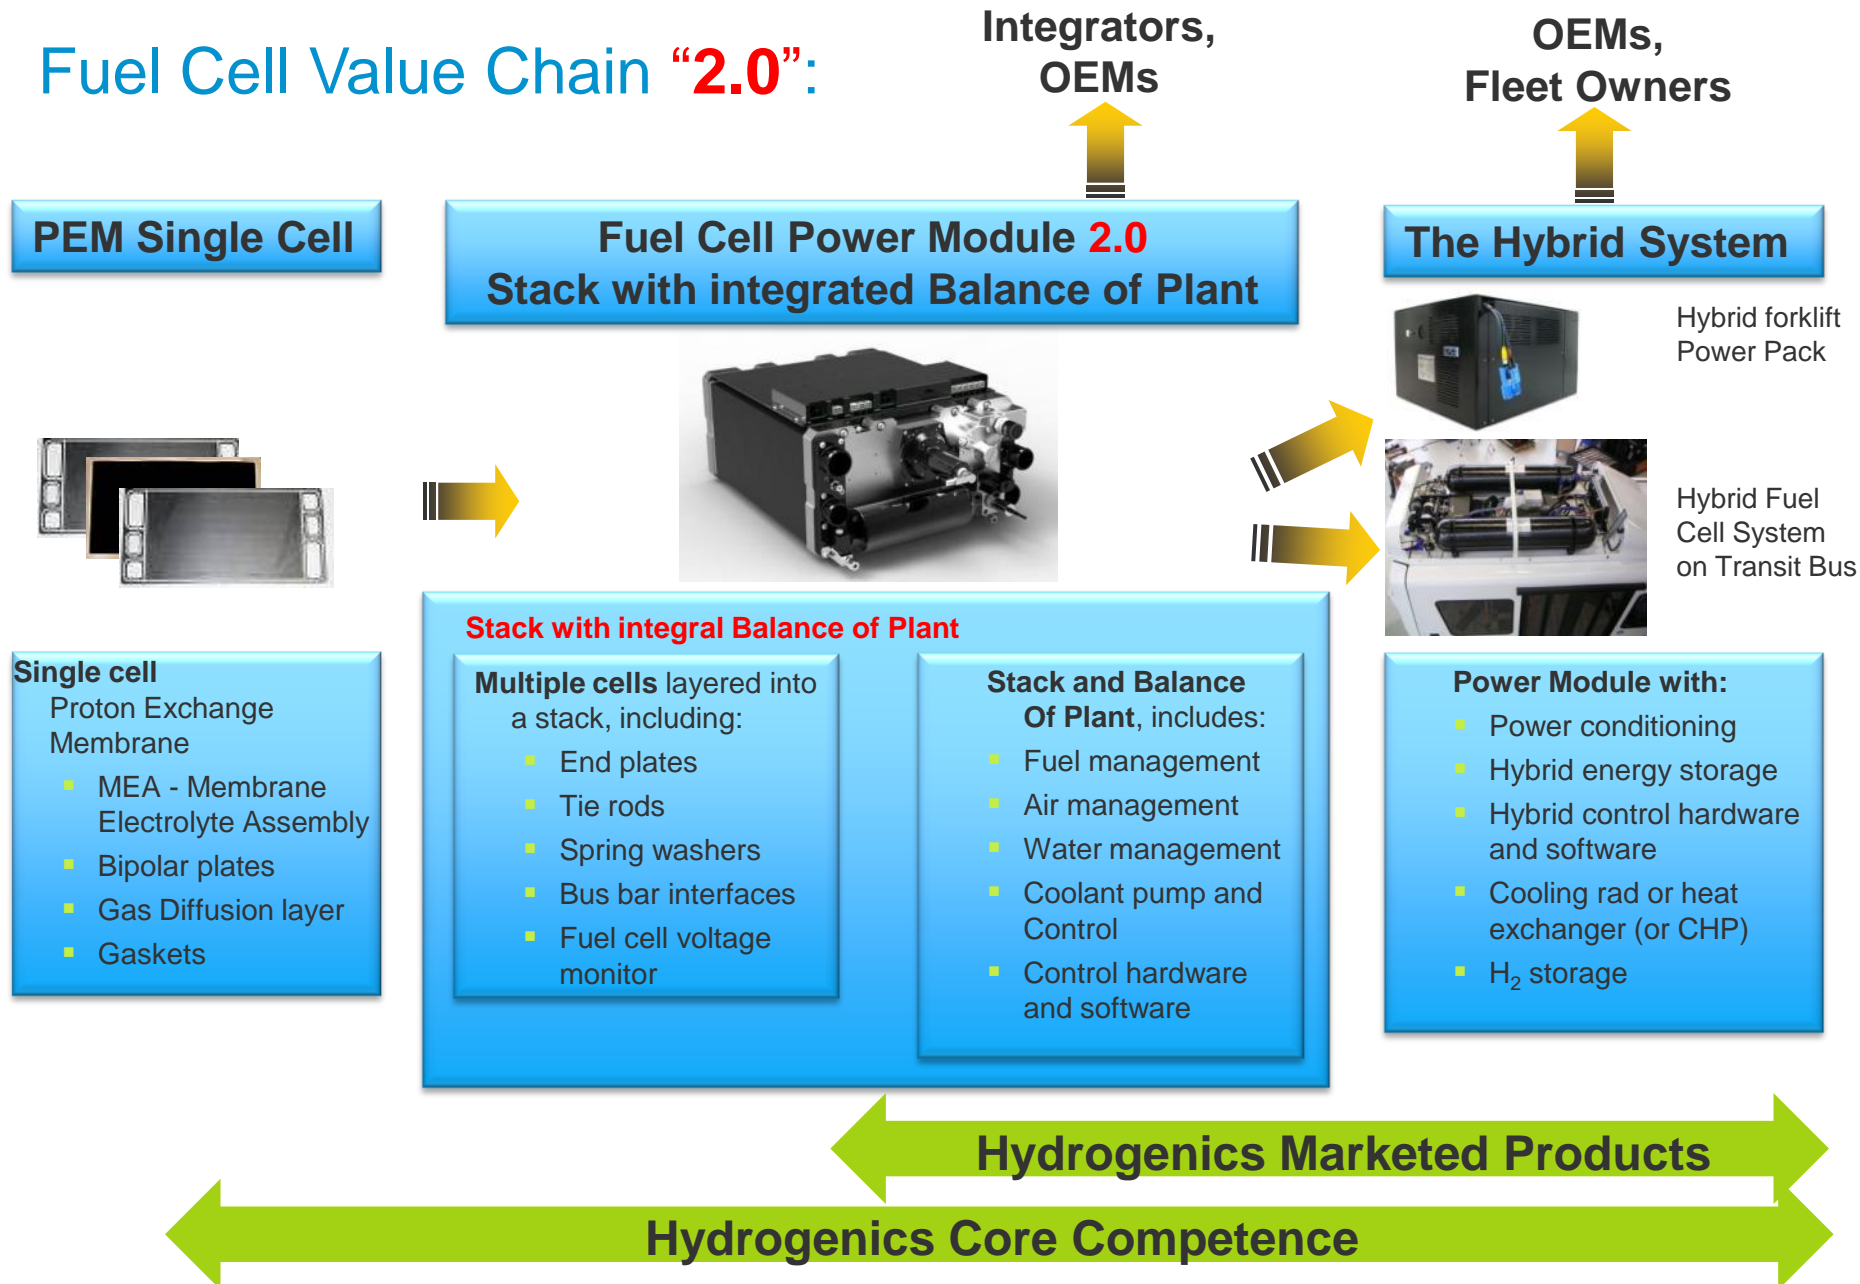 Fuel Cell Value Chain “2.0”:
Integrators,
OEMs
OEMs,
Fleet Owners
PEM Single Cell
Fuel Cell Power Module 2.0
Stack with integrated Balance of Plant
The Hybrid System
Hybrid forklift
Power Pack
Hybrid Fuel
Cell System
on Transit Bus
Single cell
Proton Exchange
Membrane
▪ MEA - Membrane
Electrolyte Assembly
▪ Bipolar plates
▪ Gas Diffusion layer
▪ Gaskets
Stack with integral Balance of Plant
Multiple cells layered into
a stack, including:
▪ End plates
▪ Tie rods
▪ Spring washers
▪ Bus bar interfaces
▪ Fuel cell voltage
monitor
Stack and Balance
Of Plant, includes:
▪ Fuel management
▪ Air management
▪ Water management
▪ Coolant pump and
Control
▪ Control hardware
and software
Power Module with:
▪ Power conditioning
▪ Hybrid energy storage
▪ Hybrid control hardware
and software
▪ Cooling rad or heat
exchanger (or CHP)
▪ H₂ storage
Hydrogenics Marketed Products
Hydrogenics Core Competence